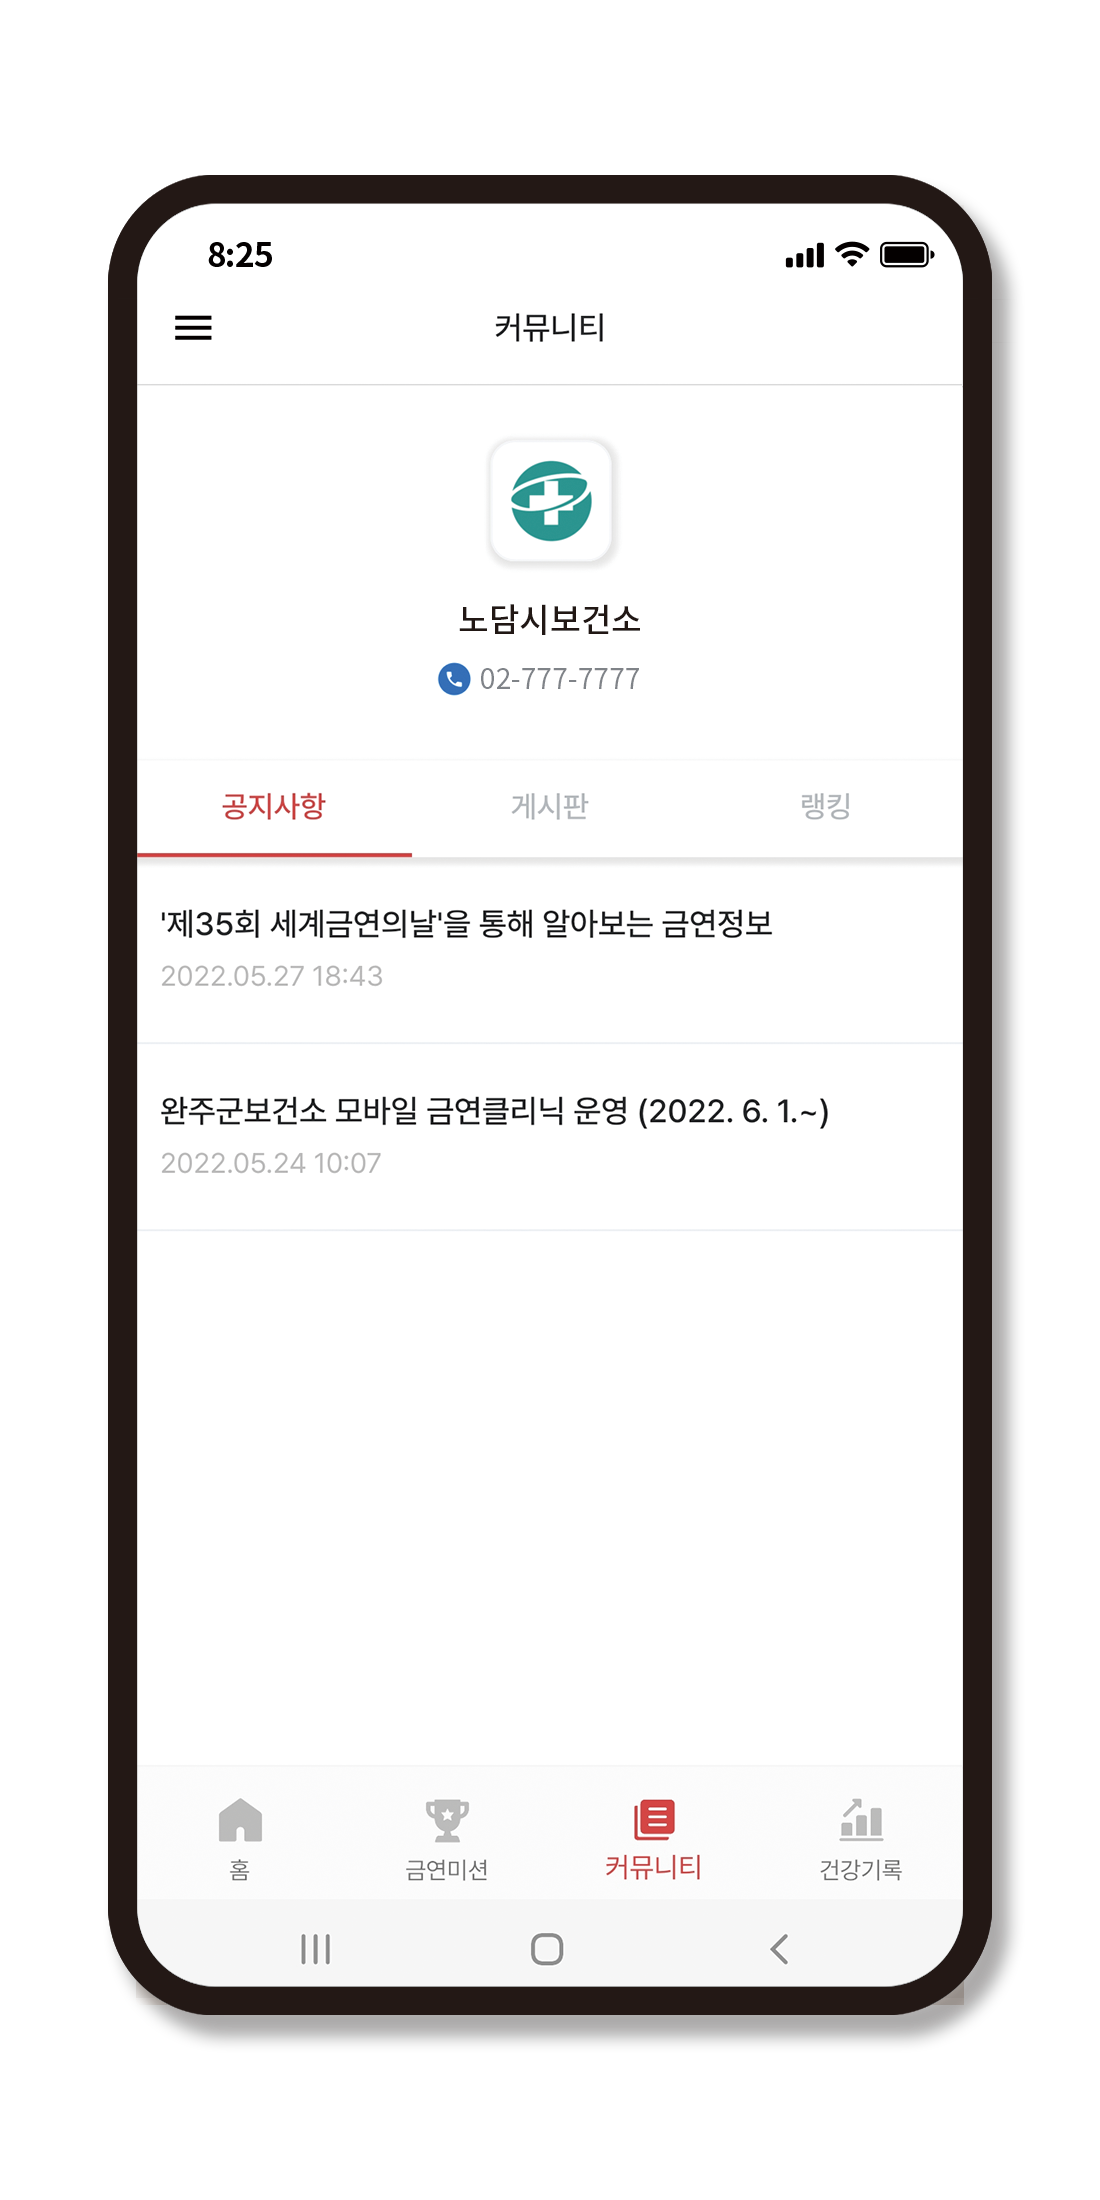 8:25
커뮤니티
노담시보건소
02-777-7777
공지사항 게시판 랭킹
'제35회 세계금연의날'을 통해 알아보는 금연정보
2022.05.27 18:43
완주군보건소 모바일 금연클리닉 운영 (2022. 6. 1.~)
2022.05.24 10:07
홈 금연미션 커뮤니티 건강기록